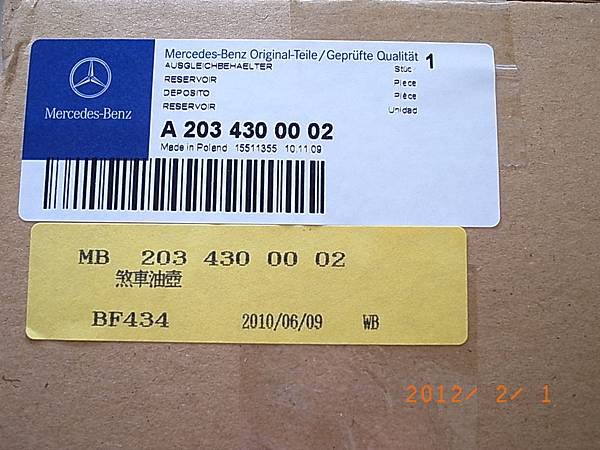 Mercedes-Benz Original-Teile/Geprüfte Qualität 1
AUSGLEICHBEHAELTER Stüc
RESERVOIR Piece
DEPOSITO Pièce
RESERVOIR Unidad
Mercedes-Benz
A 203 430 00 02
Made in Poland 15511355 10.11.09
MB 203 430 00 02
煞車油壺
BF434 2010/06/09 WB
2012/ 2/ 1